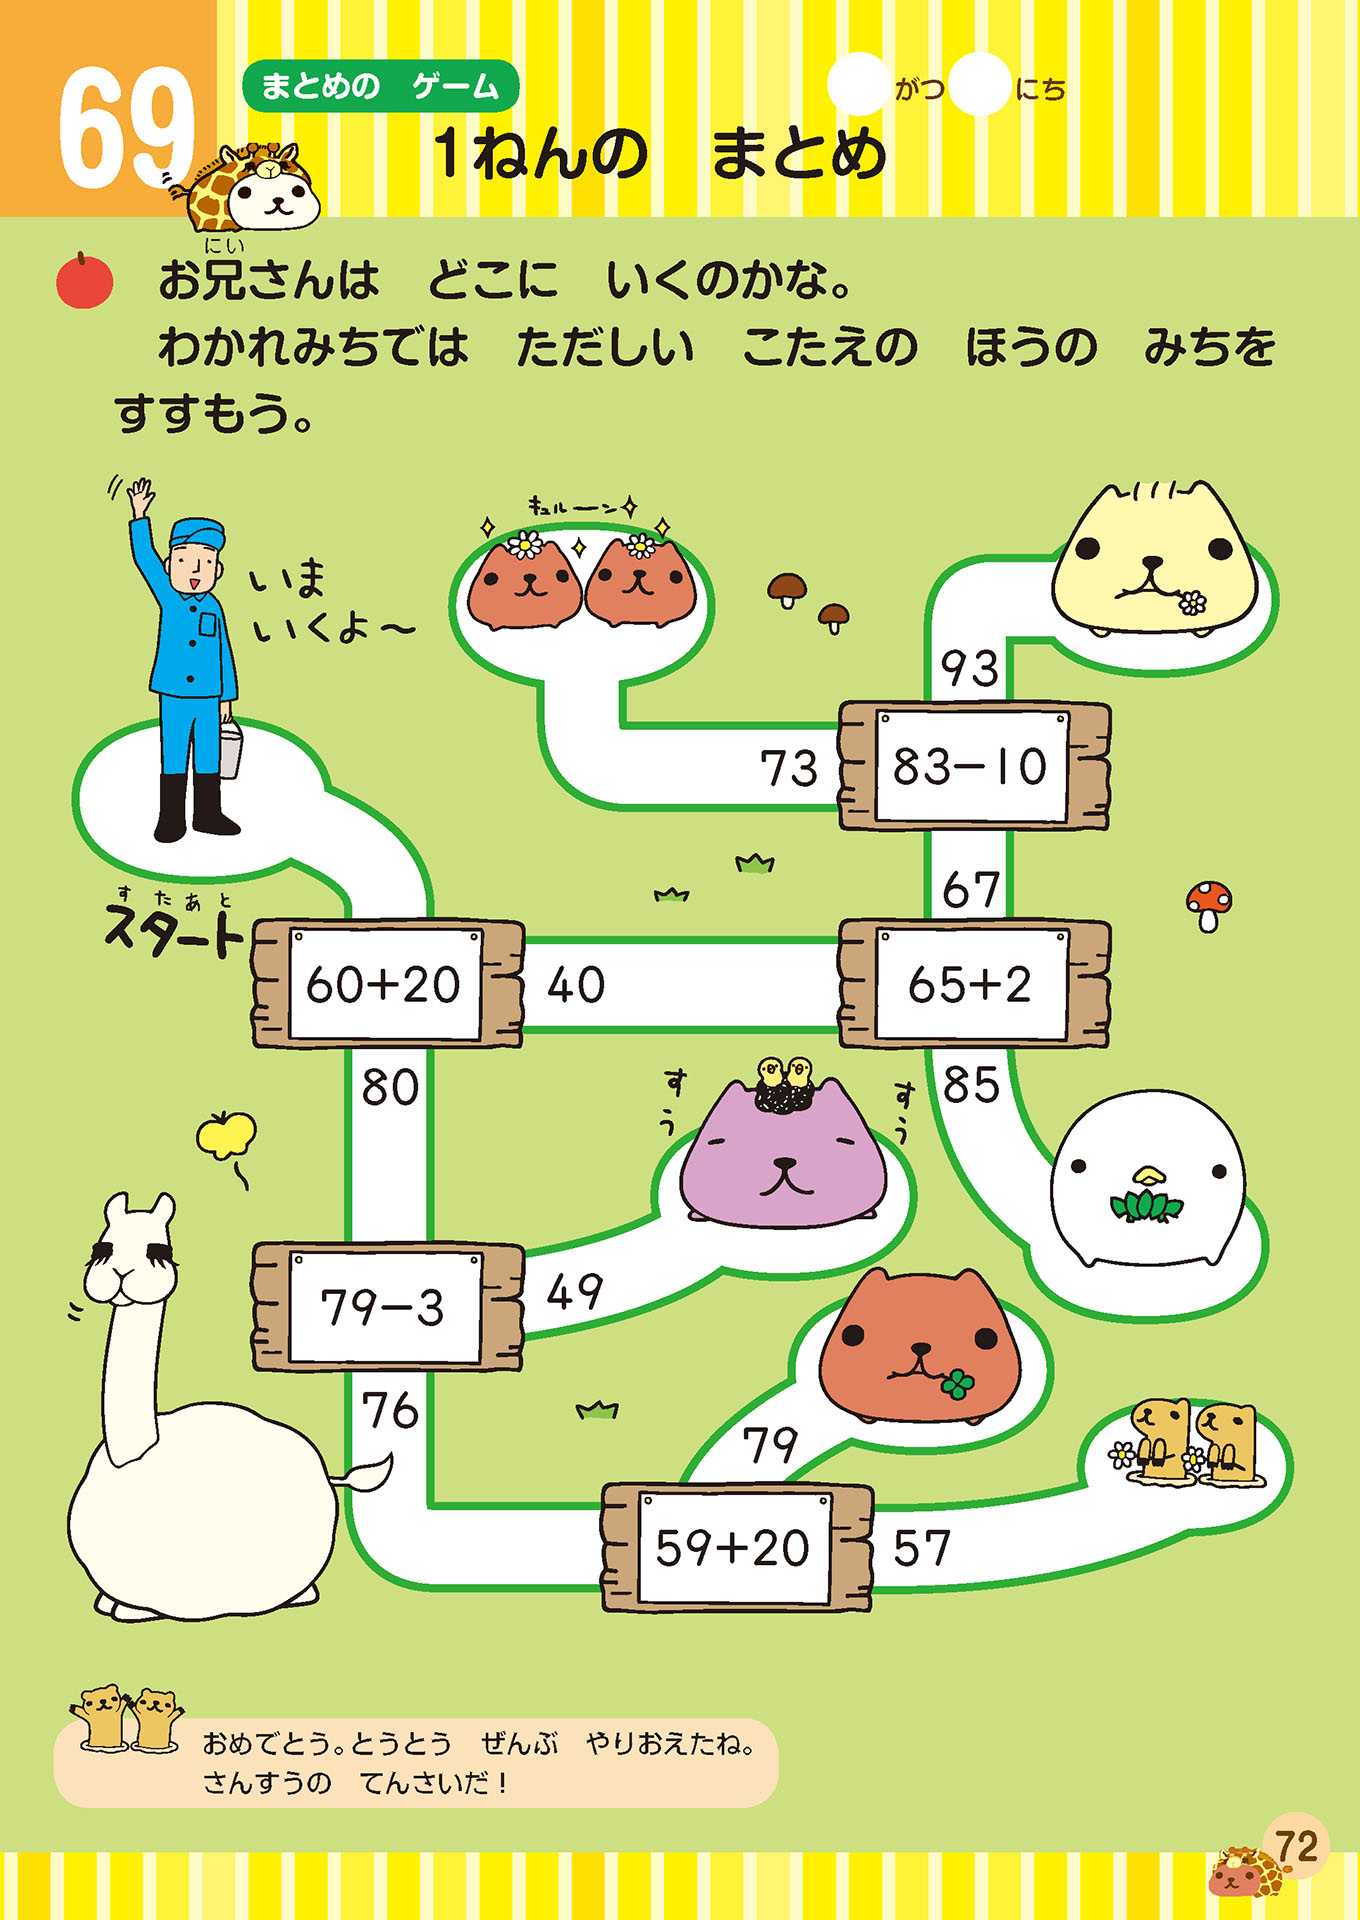 69
まとめの ゲーム
がつ にち
1ねんの まとめ
にい
お兄さんは どこに いくのかな。
わかれみちでは ただしい こたえの ほうの みちを
すすもう。
キュルーン
いま
いくよ〜
93
73
83−10
67
すたあと
スタート
60+20
40
65+2
80
85
すぅ
すぅ
79−3
49
76
79
59+20
57
おめでとう。とうとう ぜんぶ やりおえたね。
さんすうの てんさいだ！
72